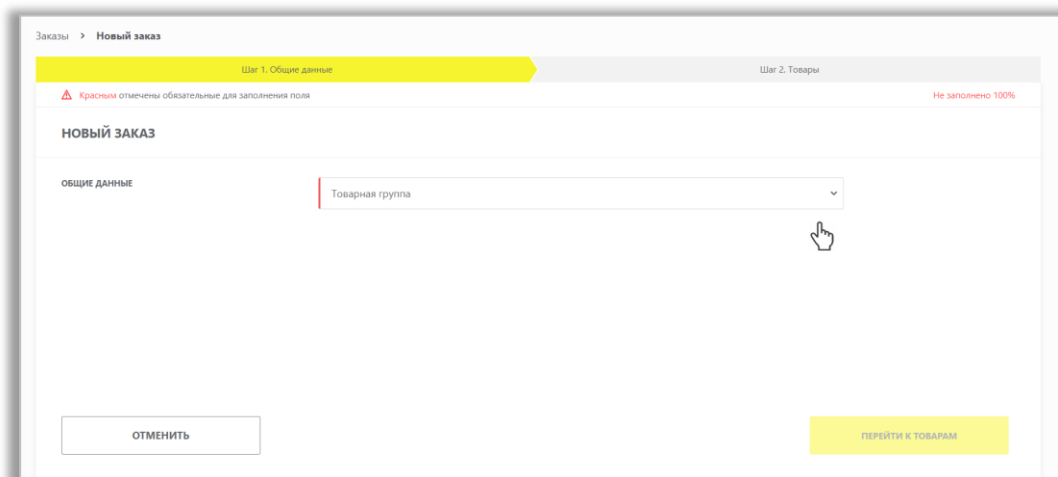 Заказы > Новый заказ
Шаг 1. Общие данные
Шаг 2. Товары
Красным отмечены обязательные для заполнения поля
Не заполнено 100%
НОВЫЙ ЗАКАЗ
ОБЩИЕ ДАННЫЕ
Товарная группа
ОТМЕНИТЬ
ПЕРЕЙТИ К ТОВАРАМ